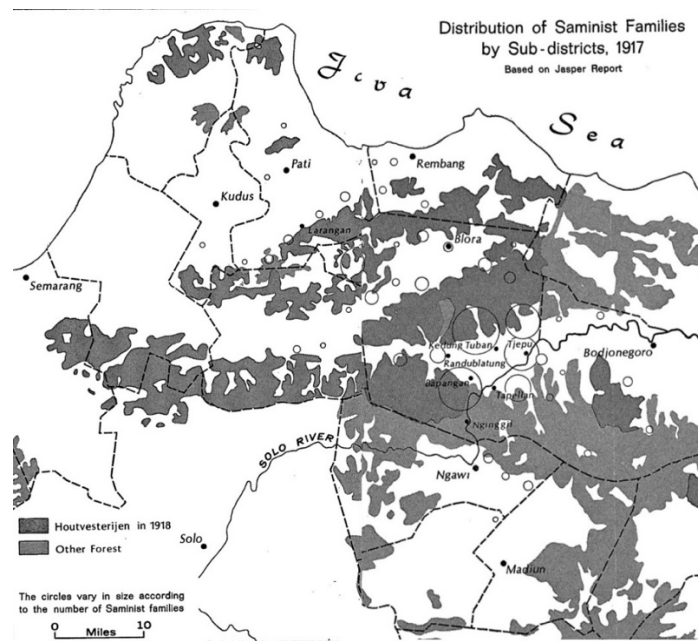 Distribution of Saminist Families
by Sub-districts, 1917
Based on Jasper Report
Java
Sea
Pati
Rembang
Kudus
Larangan
Blora
Semarang
Kedung Tuban
Tjepu
Randublatung
Bodjonegoro
Bapangan
Tapelan
Nginggil
SOLO RIVER
Ngawi
Houtvesterijen in 1918
Other Forest
Solo
Madiun
The circles vary in size according
to the number of Saminist families
0 10
Miles